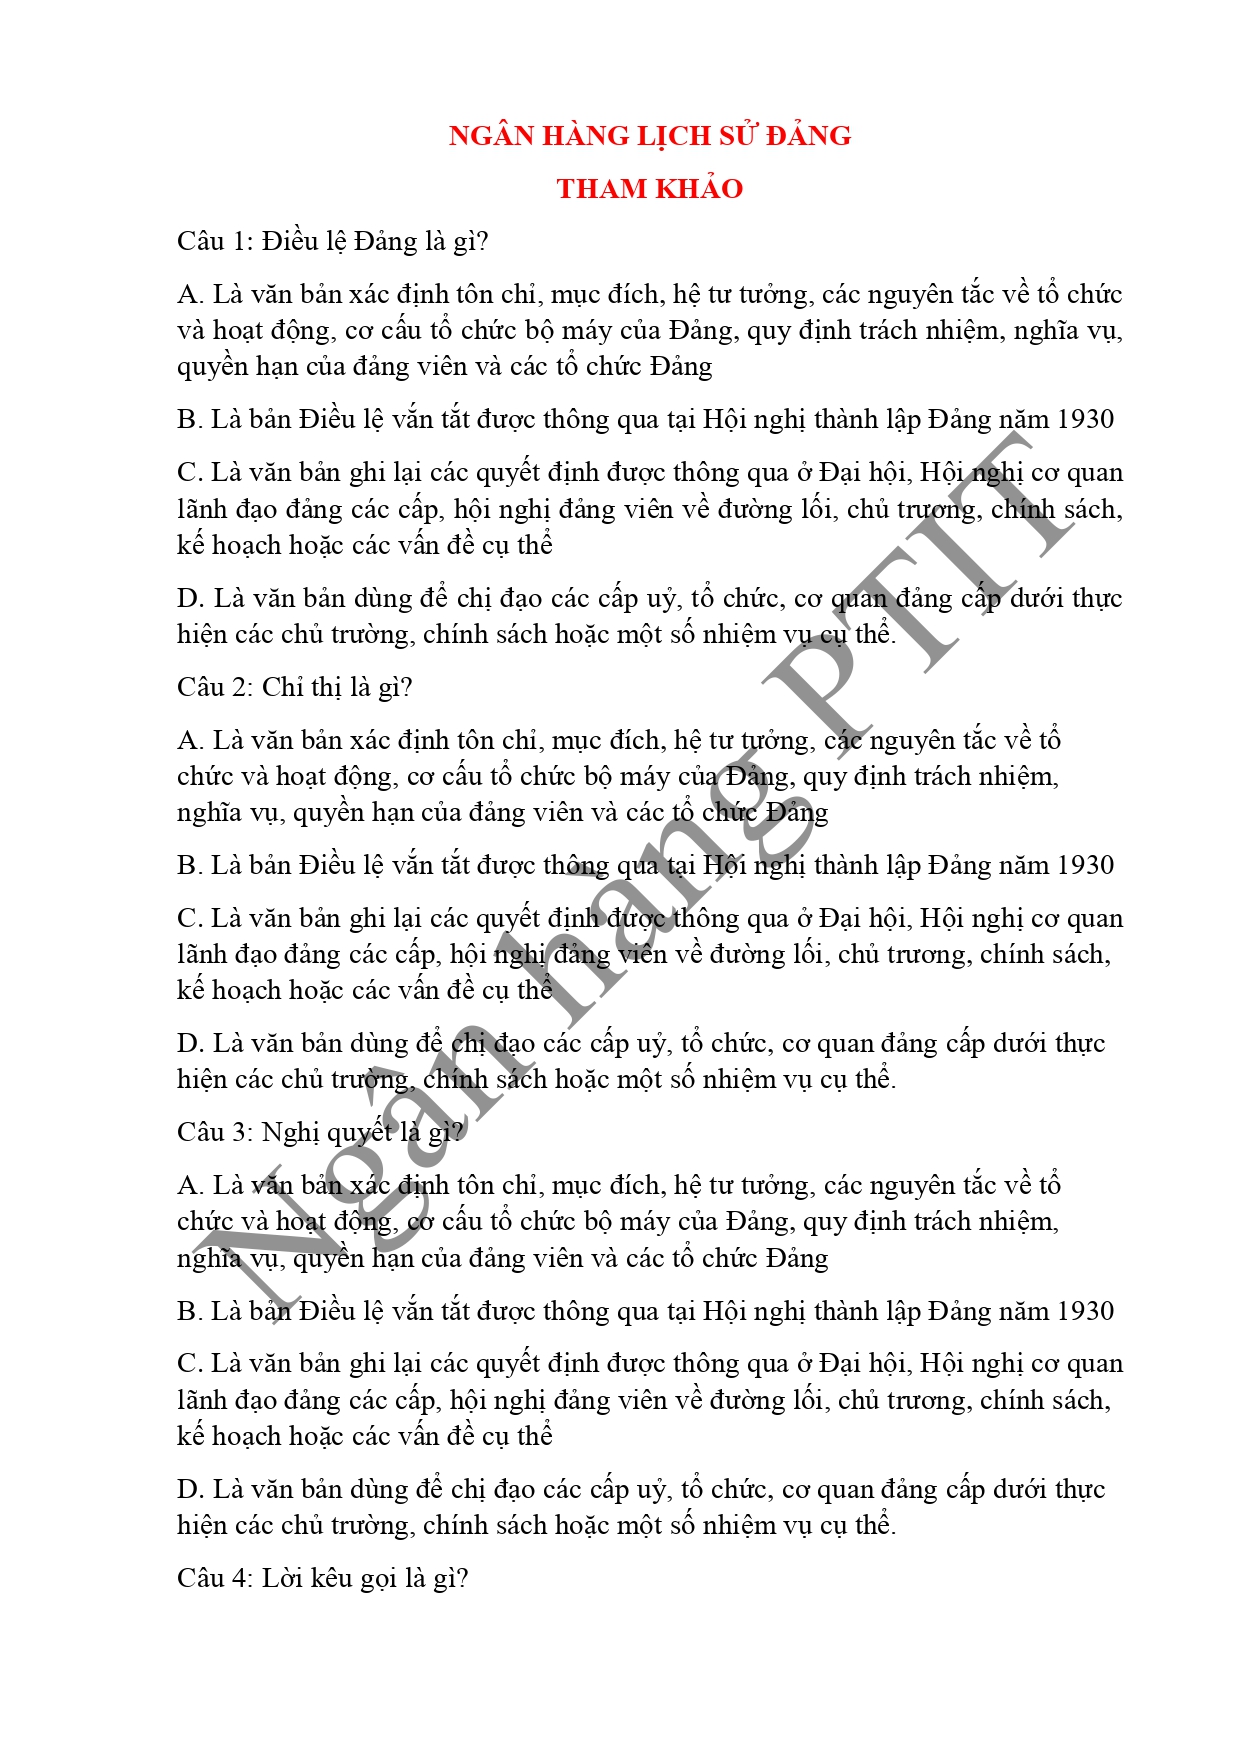 NGÂN HÀNG LỊCH SỬ ĐẢNG
THAM KHẢO
Câu 1: Điều lệ Đảng là gì?
A. Là văn bản xác định tôn chỉ, mục đích, hệ tư tưởng, các nguyên tắc về tổ chức
và hoạt động, cơ cấu tổ chức bộ máy của Đảng, quy định trách nhiệm, nghĩa vụ,
quyền hạn của đảng viên và các tổ chức Đảng
B. Là bản Điều lệ vắn tắt được thông qua tại Hội nghị thành lập Đảng năm 1930
C. Là văn bản ghi lại các quyết định được thông qua ở Đại hội, Hội nghị cơ quan
lãnh đạo đảng các cấp, hội nghị đảng viên về đường lối, chủ trương, chính sách,
kế hoạch hoặc các vấn đề cụ thể
D. Là văn bản dùng để chị đạo các cấp uỷ, tổ chức, cơ quan đảng cấp dưới thực
hiện các chủ trường, chính sách hoặc một số nhiệm vụ cụ thể.
Câu 2: Chỉ thị là gì?
A. Là văn bản xác định tôn chỉ, mục đích, hệ tư tưởng, các nguyên tắc về tổ
chức và hoạt động, cơ cấu tổ chức bộ máy của Đảng, quy định trách nhiệm,
nghĩa vụ, quyền hạn của đảng viên và các tổ chức Đảng
B. Là bản Điều lệ vắn tắt được thông qua tại Hội nghị thành lập Đảng năm 1930
C. Là văn bản ghi lại các quyết định được thông qua ở Đại hội, Hội nghị cơ quan
lãnh đạo đảng các cấp, hội nghị đảng viên về đường lối, chủ trương, chính sách,
kế hoạch hoặc các vấn đề cụ thể
D. Là văn bản dùng để chị đạo các cấp uỷ, tổ chức, cơ quan đảng cấp dưới thực
hiện các chủ trường, chính sách hoặc một số nhiệm vụ cụ thể.
Câu 3: Nghị quyết là gì?
A. Là văn bản xác định tôn chỉ, mục đích, hệ tư tưởng, các nguyên tắc về tổ
chức và hoạt động, cơ cấu tổ chức bộ máy của Đảng, quy định trách nhiệm,
nghĩa vụ, quyền hạn của đảng viên và các tổ chức Đảng
B. Là bản Điều lệ vắn tắt được thông qua tại Hội nghị thành lập Đảng năm 1930
C. Là văn bản ghi lại các quyết định được thông qua ở Đại hội, Hội nghị cơ quan
lãnh đạo đảng các cấp, hội nghị đảng viên về đường lối, chủ trương, chính sách,
kế hoạch hoặc các vấn đề cụ thể
D. Là văn bản dùng để chị đạo các cấp uỷ, tổ chức, cơ quan đảng cấp dưới thực
hiện các chủ trường, chính sách hoặc một số nhiệm vụ cụ thể.
Câu 4: Lời kêu gọi là gì?
Ngân hàng PTIT